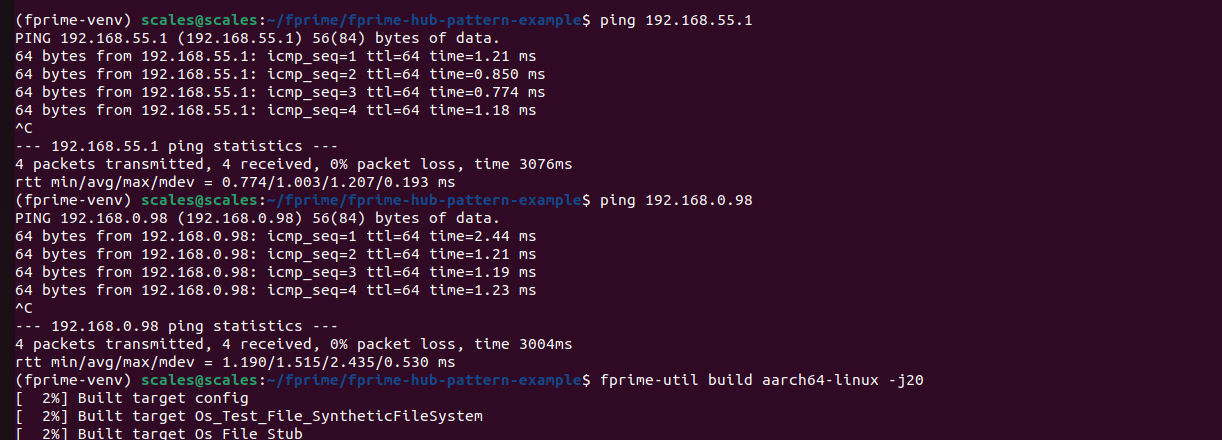 (fprime-venv) scales@scales:~/fprime/fprime-hub-pattern-example$ ping 192.168.55.1
PING 192.168.55.1 (192.168.55.1) 56(84) bytes of data.
64 bytes from 192.168.55.1: icmp_seq=1 ttl=64 time=1.21 ms
64 bytes from 192.168.55.1: icmp_seq=2 ttl=64 time=0.850 ms
64 bytes from 192.168.55.1: icmp_seq=3 ttl=64 time=0.774 ms
64 bytes from 192.168.55.1: icmp_seq=4 ttl=64 time=1.18 ms
^C
--- 192.168.55.1 ping statistics ---
4 packets transmitted, 4 received, 0% packet loss, time 3076ms
rtt min/avg/max/mdev = 0.774/1.003/1.207/0.193 ms
(fprime-venv) scales@scales:~/fprime/fprime-hub-pattern-example$ ping 192.168.0.98
PING 192.168.0.98 (192.168.0.98) 56(84) bytes of data.
64 bytes from 192.168.0.98: icmp_seq=1 ttl=64 time=2.44 ms
64 bytes from 192.168.0.98: icmp_seq=2 ttl=64 time=1.21 ms
64 bytes from 192.168.0.98: icmp_seq=3 ttl=64 time=1.19 ms
64 bytes from 192.168.0.98: icmp_seq=4 ttl=64 time=1.23 ms
^C
--- 192.168.0.98 ping statistics ---
4 packets transmitted, 4 received, 0% packet loss, time 3004ms
rtt min/avg/max/mdev = 1.190/1.515/2.435/0.530 ms
(fprime-venv) scales@scales:~/fprime/fprime-hub-pattern-example$ fprime-util build aarch64-linux -j20
[  2%] Built target config
[  2%] Built target Os_Test_File_SyntheticFileSystem
[  2%] Built target Os_File_Stub